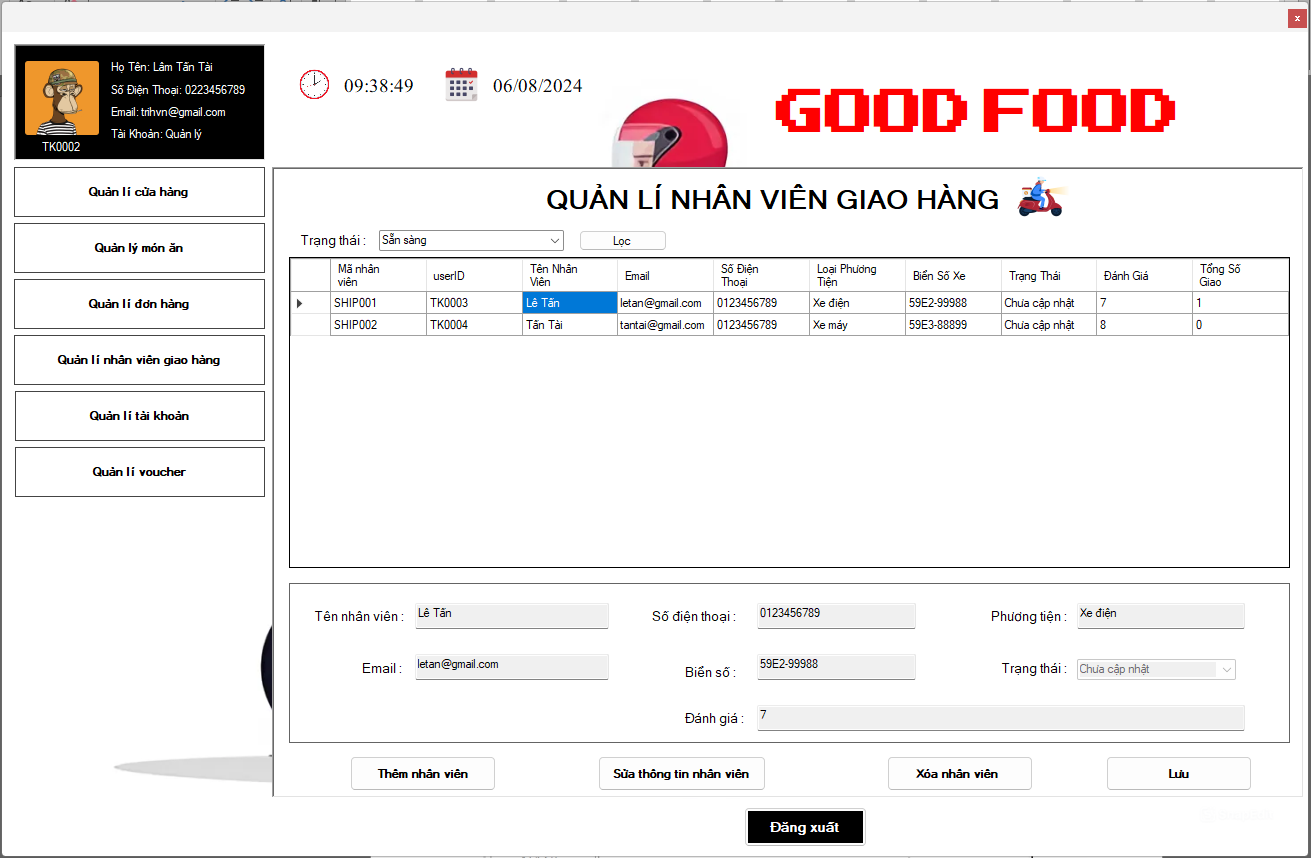 x
Họ Tên: Lâm Tấn Tài
Số Điện Thoại: 0223456789
Email: trihvn@gmail.com
Tài Khoản: Quản lý
TK0002
09:38:49
06/08/2024
GOOD FOOD
Quản lí cửa hàng
Quản lý món ăn
Quản lí đơn hàng
Quản lí nhân viên giao hàng
Quản lí tài khoản
Quản lí voucher
QUẢN LÍ NHÂN VIÊN GIAO HÀNG
Trạng thái : Sẵn sàng Lọc
Mã nhân viên userID Tên Nhân Viên Email Số Điện Thoại Loại Phương Tiện Biển Số Xe Trạng Thái Đánh Giá Tổng Số Giao
SHIP001 TK0003 Lê Tấn letan@gmail.com 0123456789 Xe điện 59E2-99988 Chưa cập nhật 7 1
SHIP002 TK0004 Tấn Tài tantai@gmail.com 0123456789 Xe máy 59E3-88899 Chưa cập nhật 8 0
Tên nhân viên : Lê Tấn Số điện thoại : 0123456789 Phương tiện : Xe điện
Email : letan@gmail.com Biển số : 59E2-99988 Trạng thái : Chưa cập nhật
Đánh giá : 7
Thêm nhân viên Sửa thông tin nhân viên Xóa nhân viên Lưu
Đăng xuất